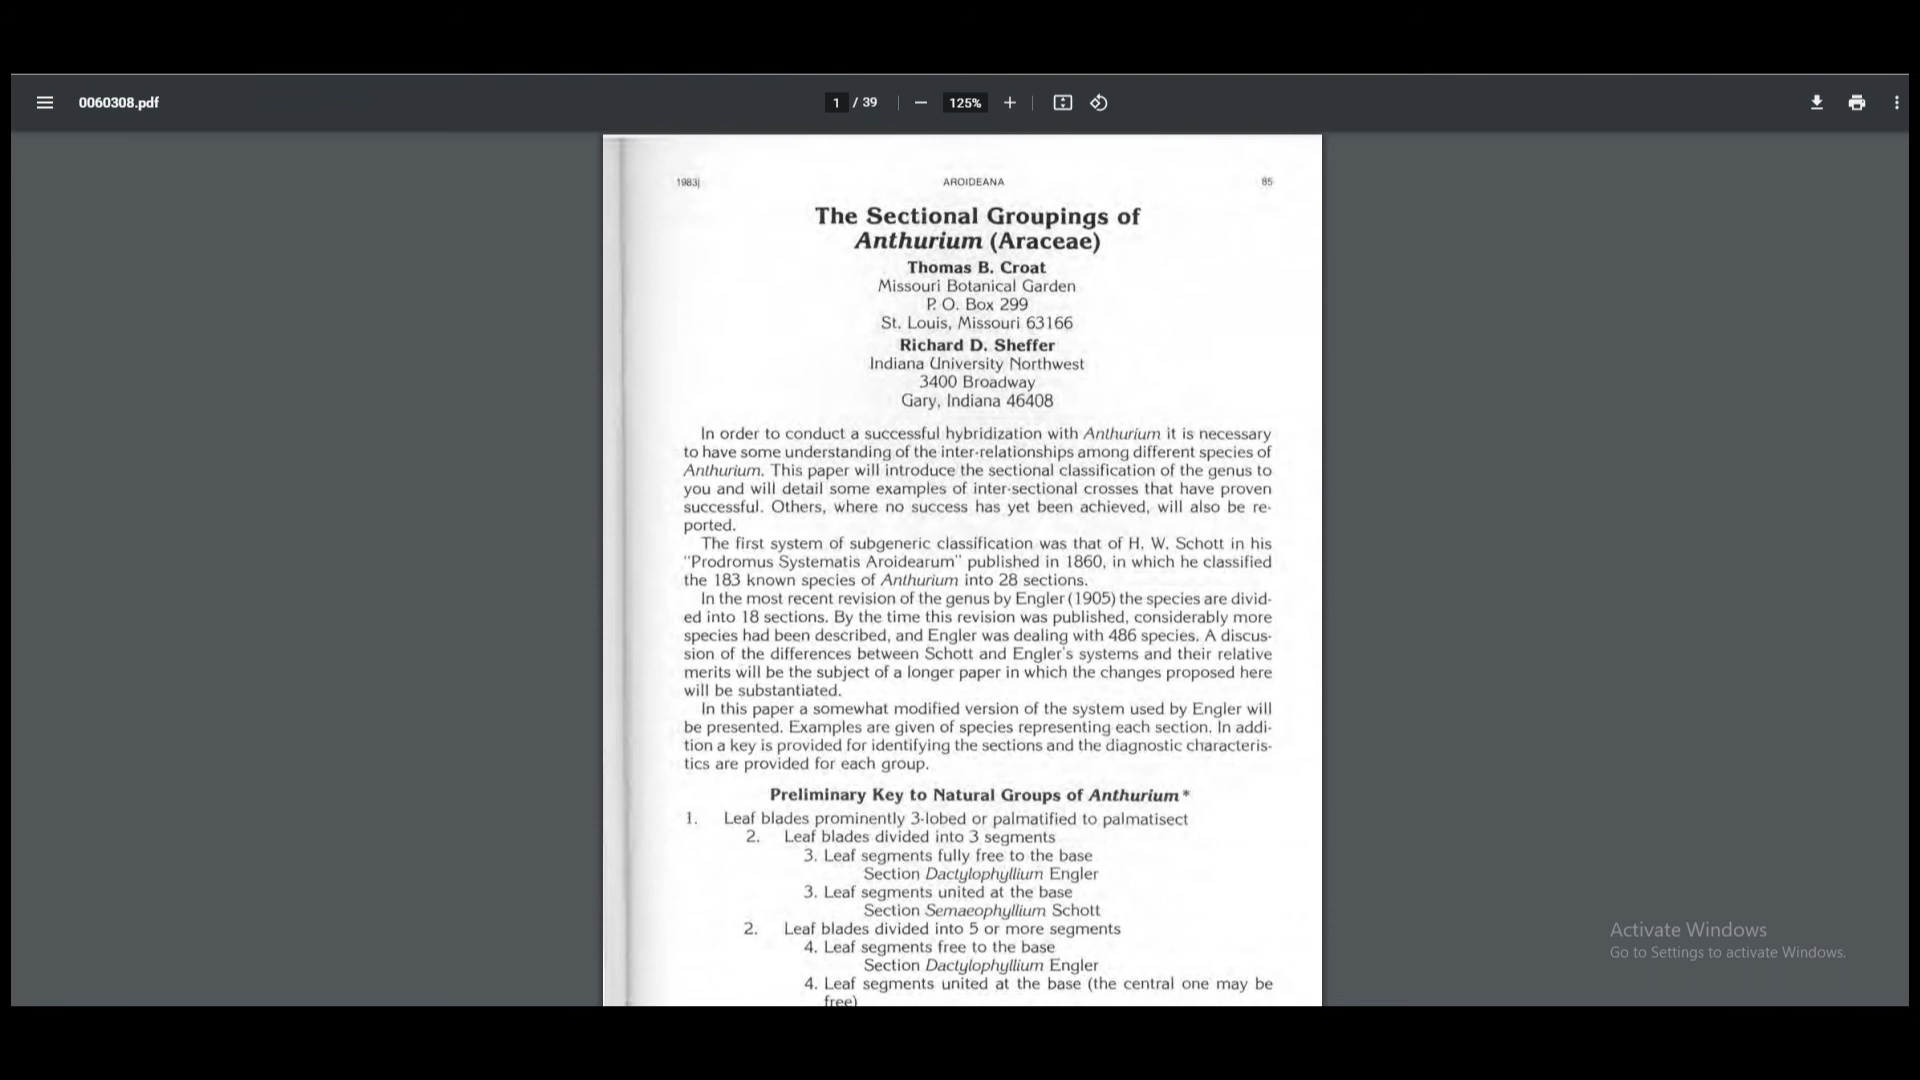 0060308.pdf
1 / 39
125%
1983]
AROIDEANA
85
The Sectional Groupings of
Anthurium (Araceae)
Thomas B. Croat
Missouri Botanical Garden
P. O. Box 299
St. Louis, Missouri 63166
Richard D. Sheffer
Indiana University Northwest
3400 Broadway
Gary, Indiana 46408
In order to conduct a successful hybridization with Anthurium it is necessary
to have some understanding of the inter-relationships among different species of
Anthurium. This paper will introduce the sectional classification of the genus to
you and will detail some examples of inter-sectional crosses that have proven
successful. Others, where no success has yet been achieved, will also be re-
ported.
The first system of subgeneric classification was that of H. W. Schott in his
"Prodromus Systematis Aroidearum" published in 1860, in which he classified
the 183 known species of Anthurium into 28 sections.
In the most recent revision of the genus by Engler (1905) the species are divid-
ed into 18 sections. By the time this revision was published, considerably more
species had been described, and Engler was dealing with 486 species. A discus-
sion of the differences between Schott and Engler's systems and their relative
merits will be the subject of a longer paper in which the changes proposed here
will be substantiated.
In this paper a somewhat modified version of the system used by Engler will
be presented. Examples are given of species representing each section. In addi-
tion a key is provided for identifying the sections and the diagnostic characteris-
tics are provided for each group.
Preliminary Key to Natural Groups of Anthurium*
1. Leaf blades prominently 3-lobed or palmatified to palmatisect
2. Leaf blades divided into 3 segments
3. Leaf segments fully free to the base
Section Dactylophyllium Engler
3. Leaf segments united at the base
Section Semaeophyllium Schott
2. Leaf blades divided into 5 or more segments
4. Leaf segments free to the base
Section Dactylophyllium Engler
4. Leaf segments united at the base (the central one may be
free)
Activate Windows
Go to Settings to activate Windows.